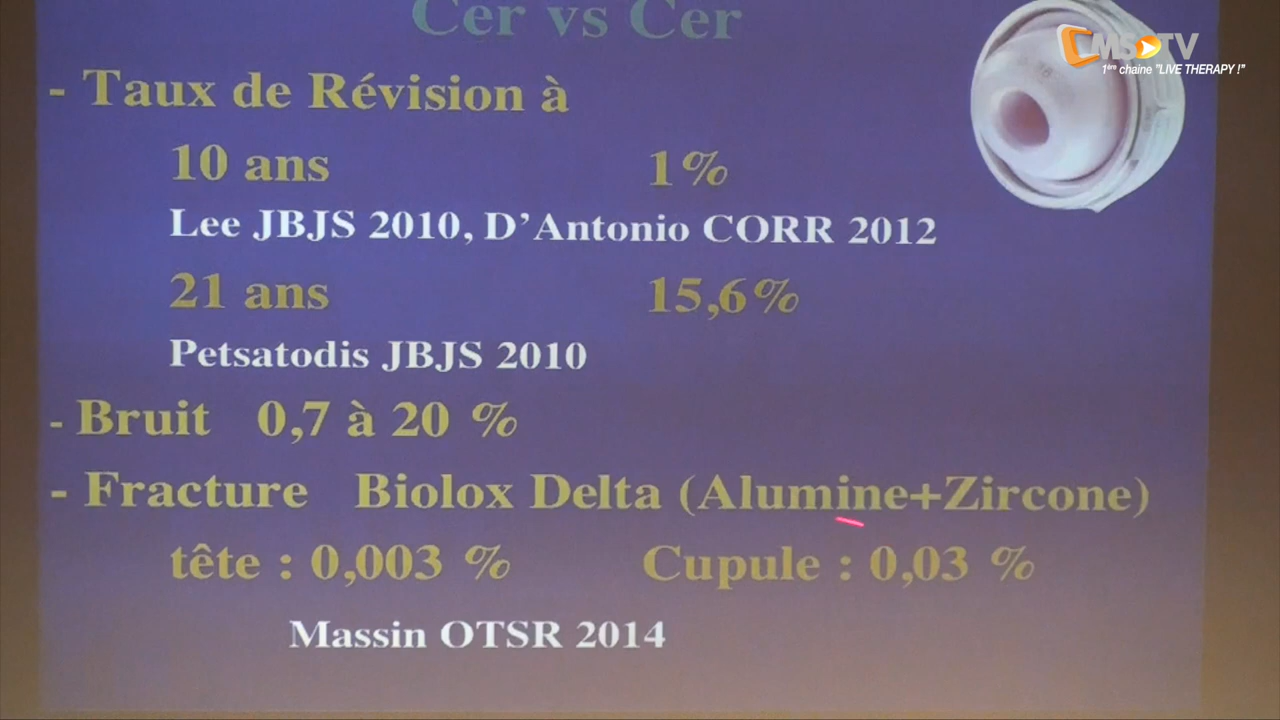 Cer vs Cer
MS TV
1ère chaine "LIVE THERAPY !"
- Taux de Révision à
10 ans 1%
Lee JBJS 2010, D'Antonio CORR 2012
21 ans 15,6%
Petsatodis JBJS 2010
- Bruit 0,7 à 20 %
- Fracture Biolox Delta (Alumine+Zircone)
tête : 0,003 % Cupule : 0,03 %
Massin OTSR 2014